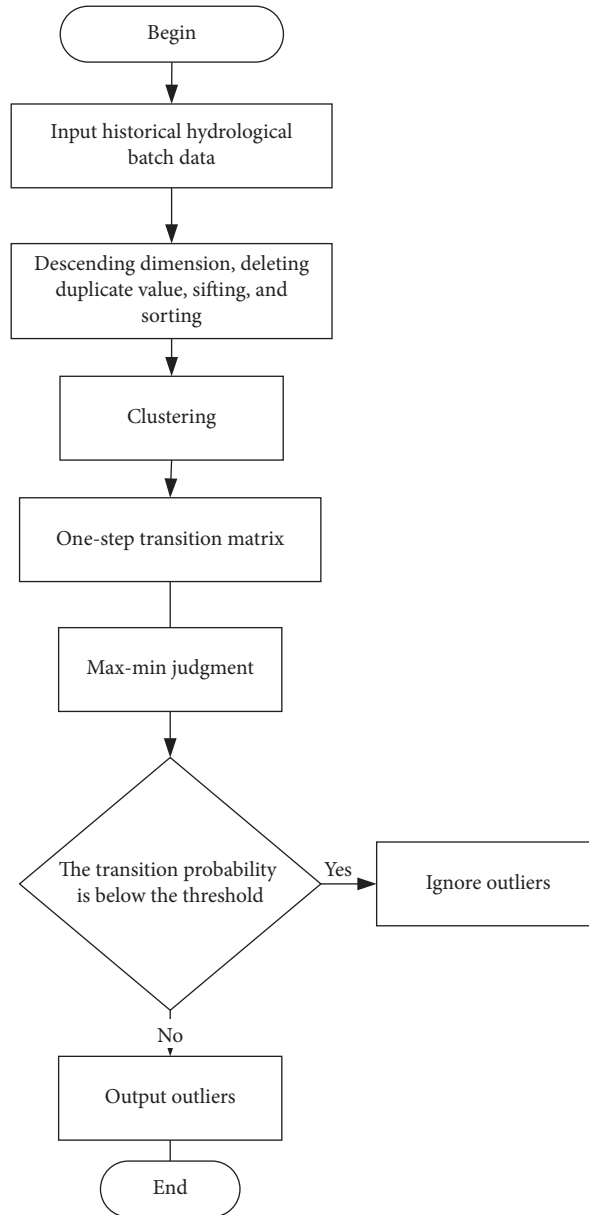 Begin
Input historical hydrological
batch data
Descending dimension, deleting
duplicate value, sifting, and
sorting
Clustering
One-step transition matrix
Max-min judgment
The transition probability
is below the threshold
Yes
Ignore outliers
No
Output outliers
End